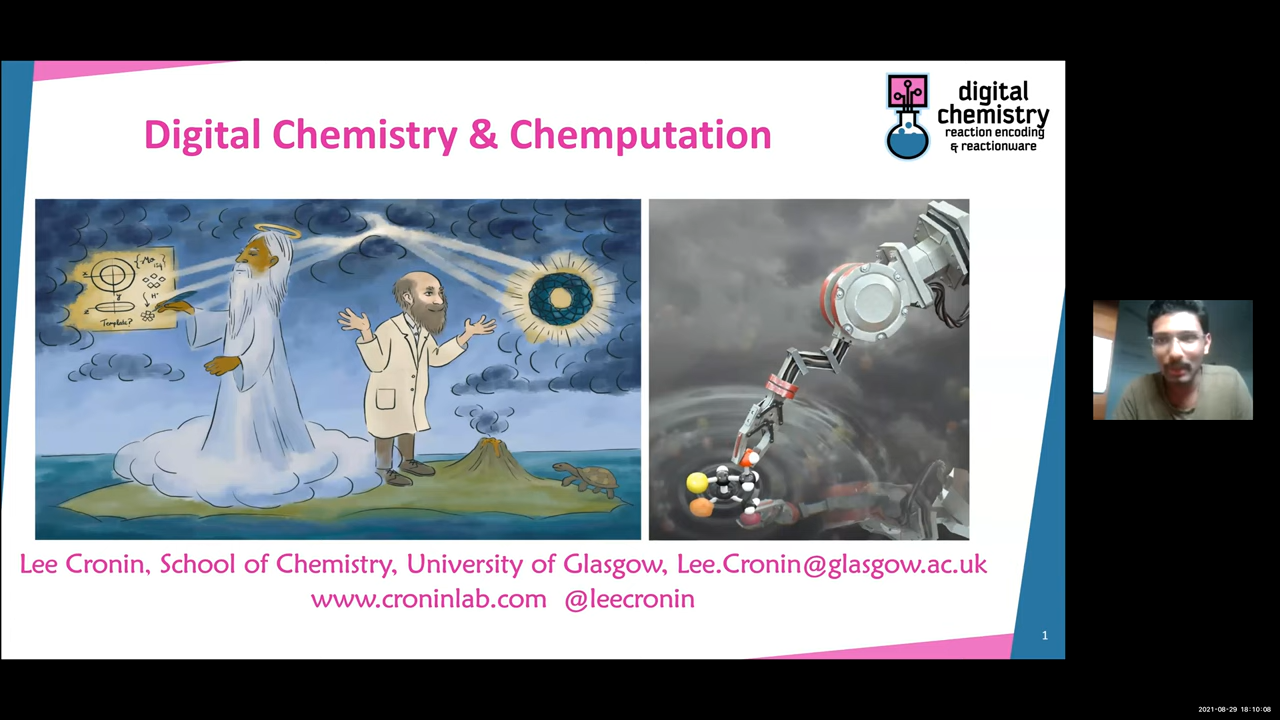 Digital Chemistry & Chemputation
digital
chemistry
reaction encoding
& reactionware
Template?
Lee Cronin, School of Chemistry, University of Glasgow, Lee.Cronin@glasgow.ac.uk
www.croninlab.com @leecronin
1
2021-08-29 18:10:08